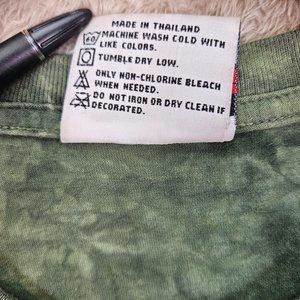 MADE IN THAILAND
60 MACHINE WASH COLD WITH
LIKE COLORS.
TUMBLE DRY LOW.
ONLY NON-CHLORINE BLEACH
WHEN NEEDED.
DO NOT IRON OR DRY CLEAN IF
DECORATED.